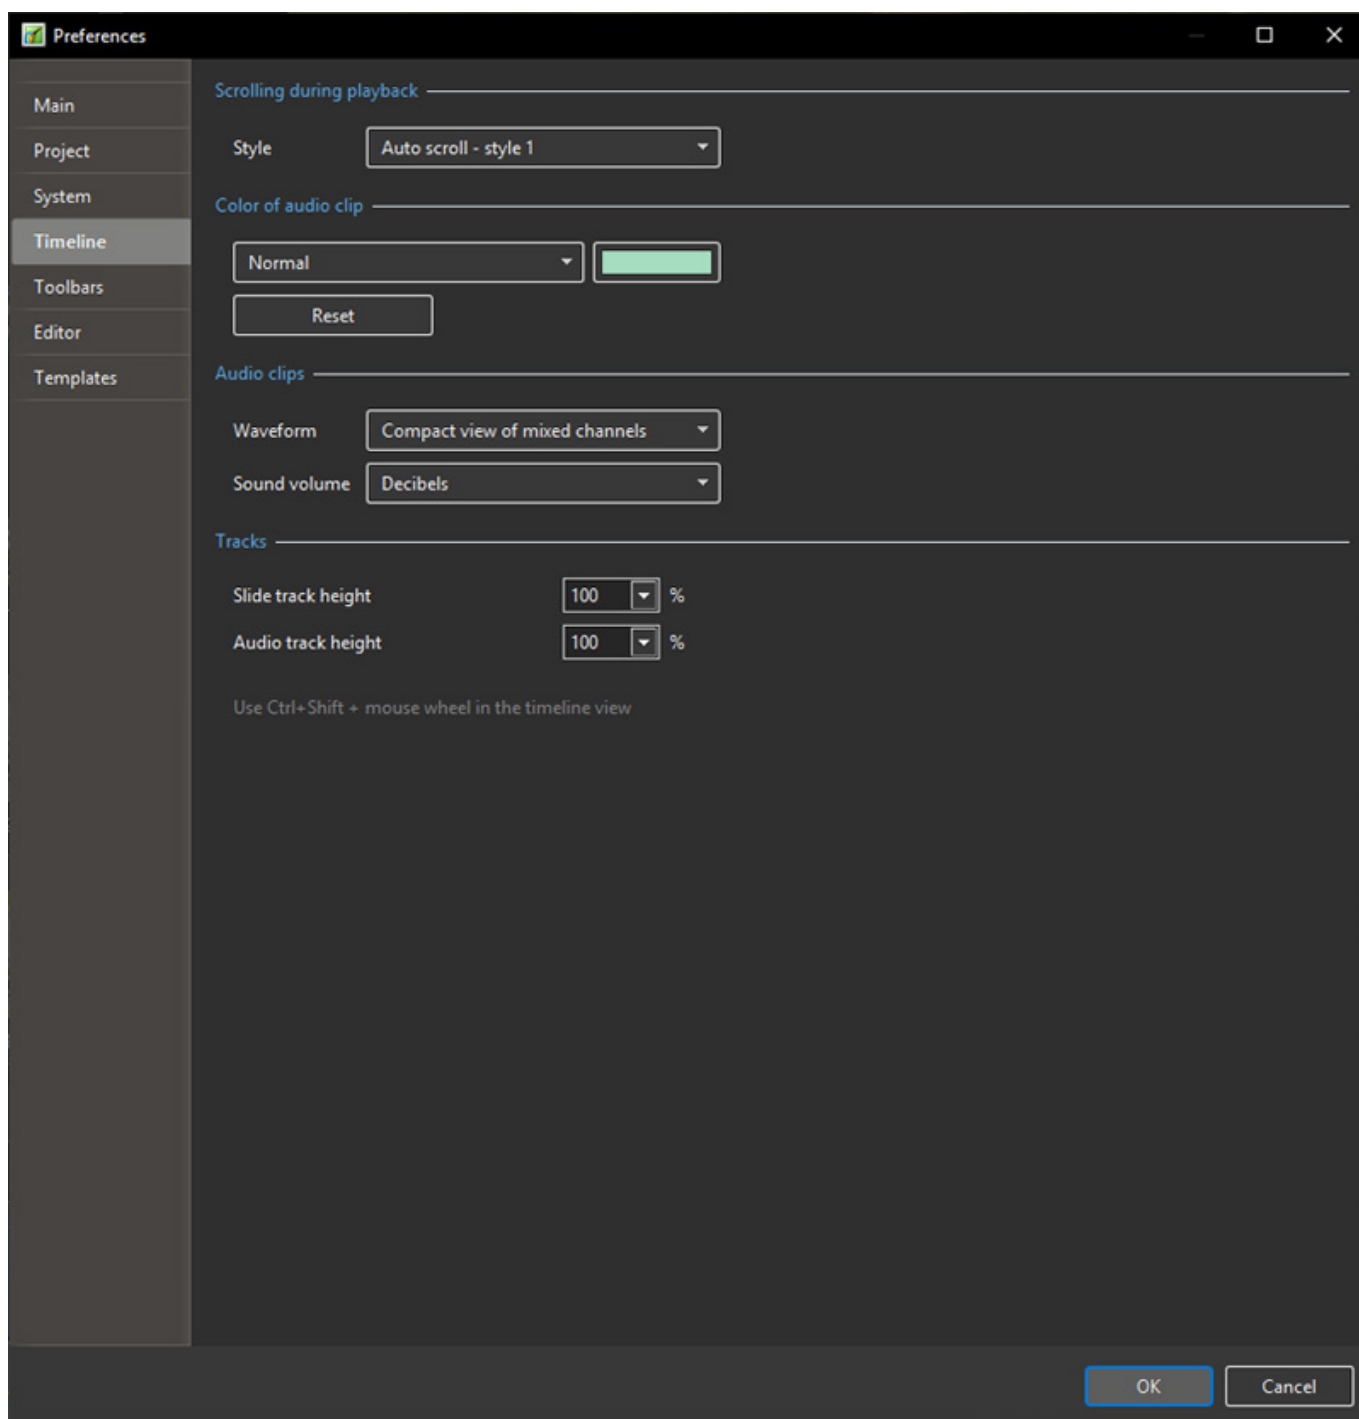 Preferences
Main
Project
System
Timeline
Toolbars
Editor
Templates
Scrolling during playback
Style Auto scroll - style 1
Color of audio clip
Normal
Reset
Audio clips
Waveform Compact view of mixed channels
Sound volume Decibels
Tracks
Slide track height 100 %
Audio track height 100 %
Use Ctrl+Shift + mouse wheel in the timeline view
OK Cancel